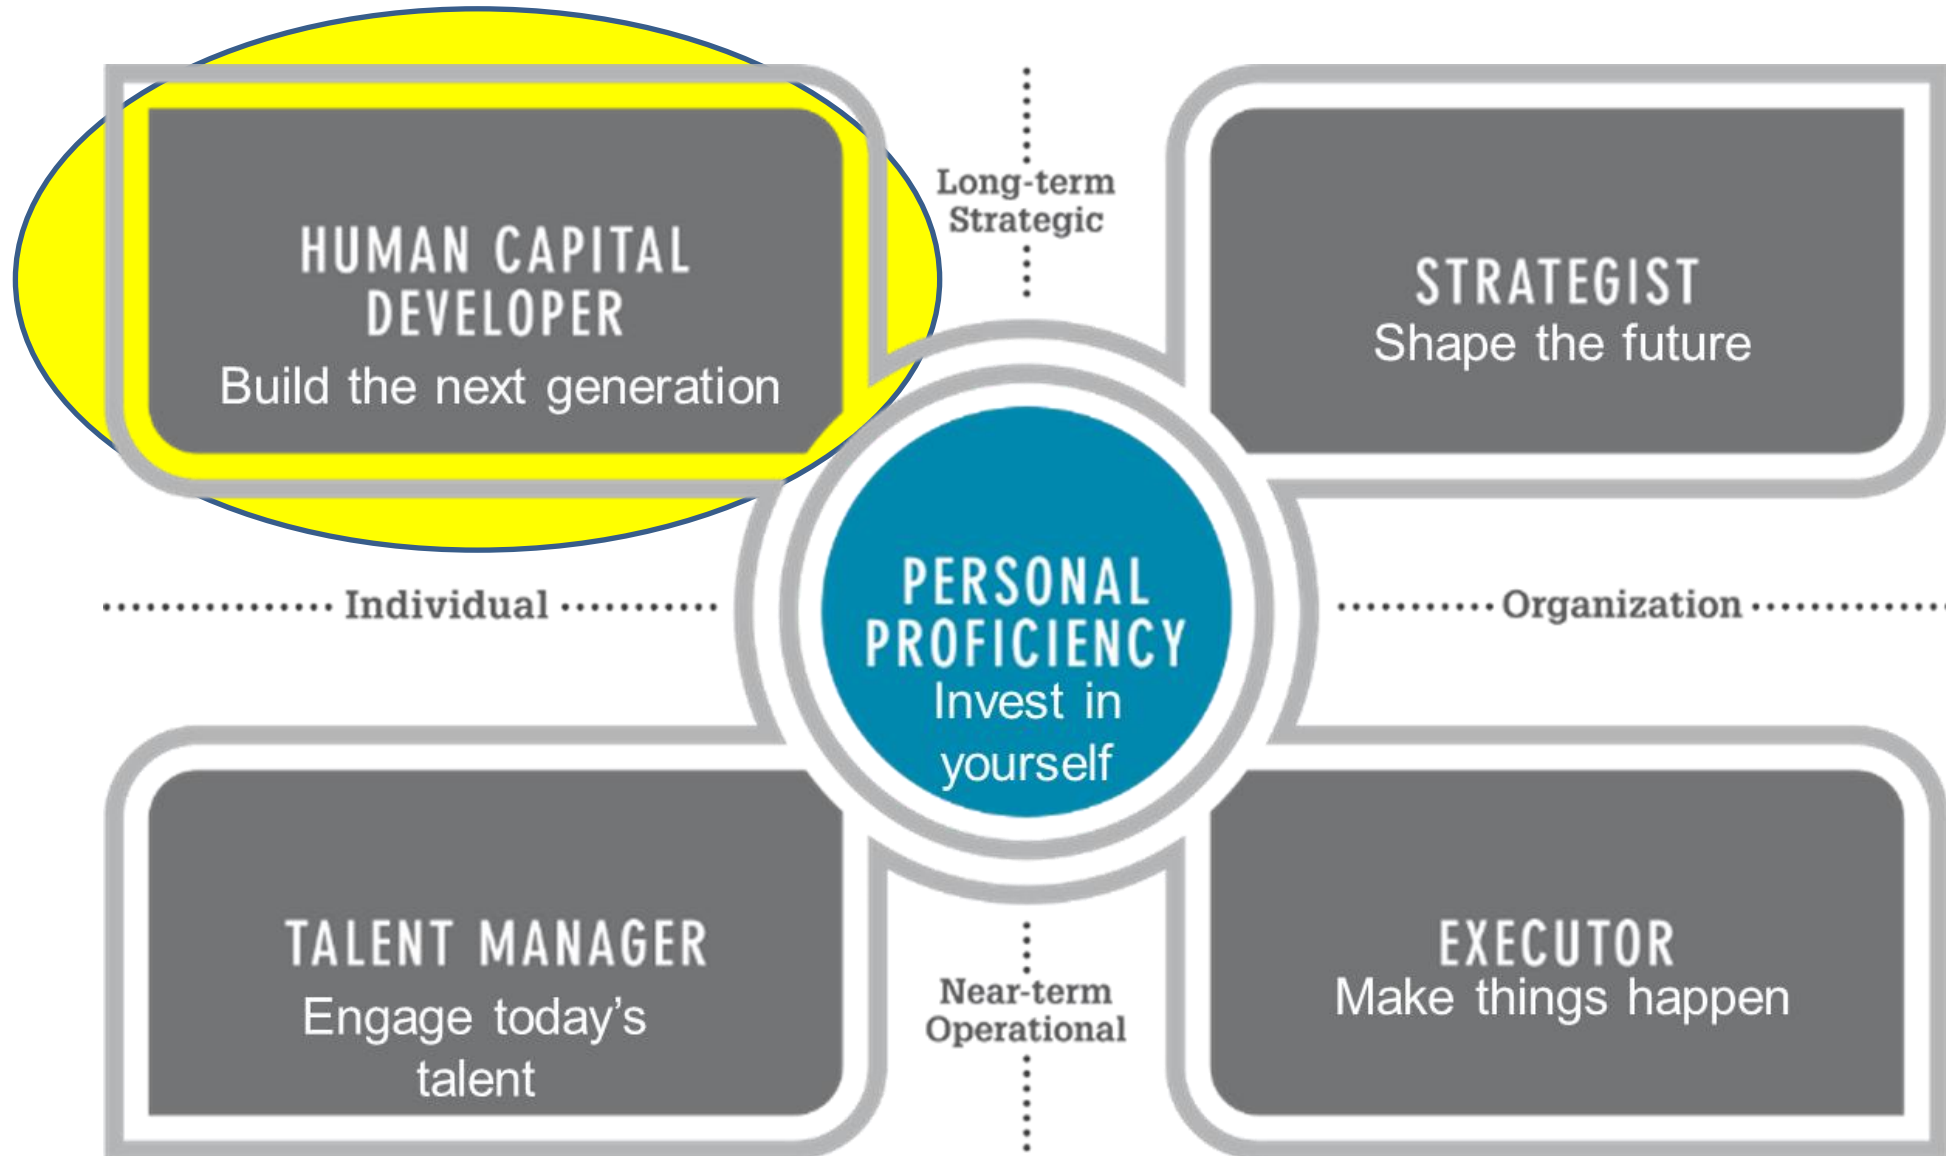 HUMAN CAPITAL
DEVELOPER
Build the next generation
Long-term
Strategic
STRATEGIST
Shape the future
Individual
PERSONAL
PROFICIENCY
Invest in
yourself
Organization
TALENT MANAGER
Engage today’s
talent
Near-term
Operational
EXECUTOR
Make things happen